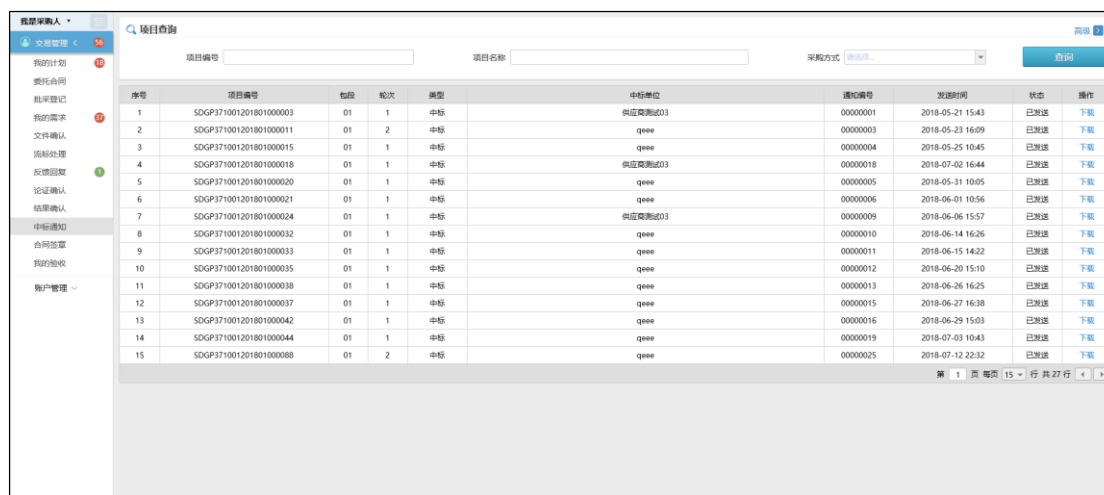 我是采购人
交易管理 56
我的计划 18
委托合同
批采登记
我的需求 37
文件确认
流标处理
反馈回复 1
论证确认
结果确认
中标通知
合同签章
我的验收
账户管理
项目查询 高级
项目编号 项目名称 采购方式 请选择... 查询
序号 项目编号 包段 轮次 类型 中标单位 通知编号 发送时间 状态 操作
1 SDGP371001201801000003 01 1 中标 供应商测试03 00000001 2018-05-21 15:43 已发送 下载
2 SDGP371001201801000011 01 2 中标 qeee 00000003 2018-05-23 16:09 已发送 下载
3 SDGP371001201801000015 01 1 中标 qeee 00000004 2018-05-25 10:45 已发送 下载
4 SDGP371001201801000018 01 1 中标 供应商测试03 00000018 2018-07-02 16:44 已发送 下载
5 SDGP371001201801000020 01 1 中标 qeee 00000005 2018-05-31 10:05 已发送 下载
6 SDGP371001201801000021 01 1 中标 qeee 00000006 2018-06-01 10:56 已发送 下载
7 SDGP371001201801000024 01 1 中标 供应商测试03 00000009 2018-06-06 15:57 已发送 下载
8 SDGP371001201801000032 01 1 中标 qeee 00000010 2018-06-14 16:26 已发送 下载
9 SDGP371001201801000033 01 1 中标 qeee 00000011 2018-06-15 14:22 已发送 下载
10 SDGP371001201801000035 01 1 中标 qeee 00000012 2018-06-20 15:10 已发送 下载
11 SDGP371001201801000038 01 1 中标 qeee 00000013 2018-06-26 16:25 已发送 下载
12 SDGP371001201801000037 01 1 中标 qeee 00000015 2018-06-27 16:38 已发送 下载
13 SDGP371001201801000042 01 1 中标 qeee 00000016 2018-06-29 15:03 已发送 下载
14 SDGP371001201801000044 01 1 中标 qeee 00000019 2018-07-03 10:43 已发送 下载
15 SDGP371001201801000088 01 2 中标 qeee 00000025 2018-07-12 22:32 已发送 下载
第 1 页 每页 15 行 共 27 行